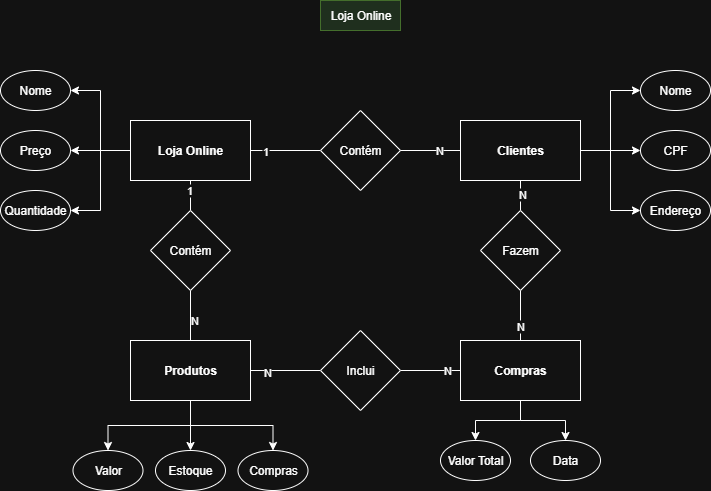 Loja Online
Nome
Nome
Preço
Loja Online
1
Contém
N
Clientes
CPF
Quantidade
1
N
Endereço
Contém
Fazem
N
N
Produtos
N
Inclui
N
Compras
Valor
Estoque
Compras
Valor Total
Data